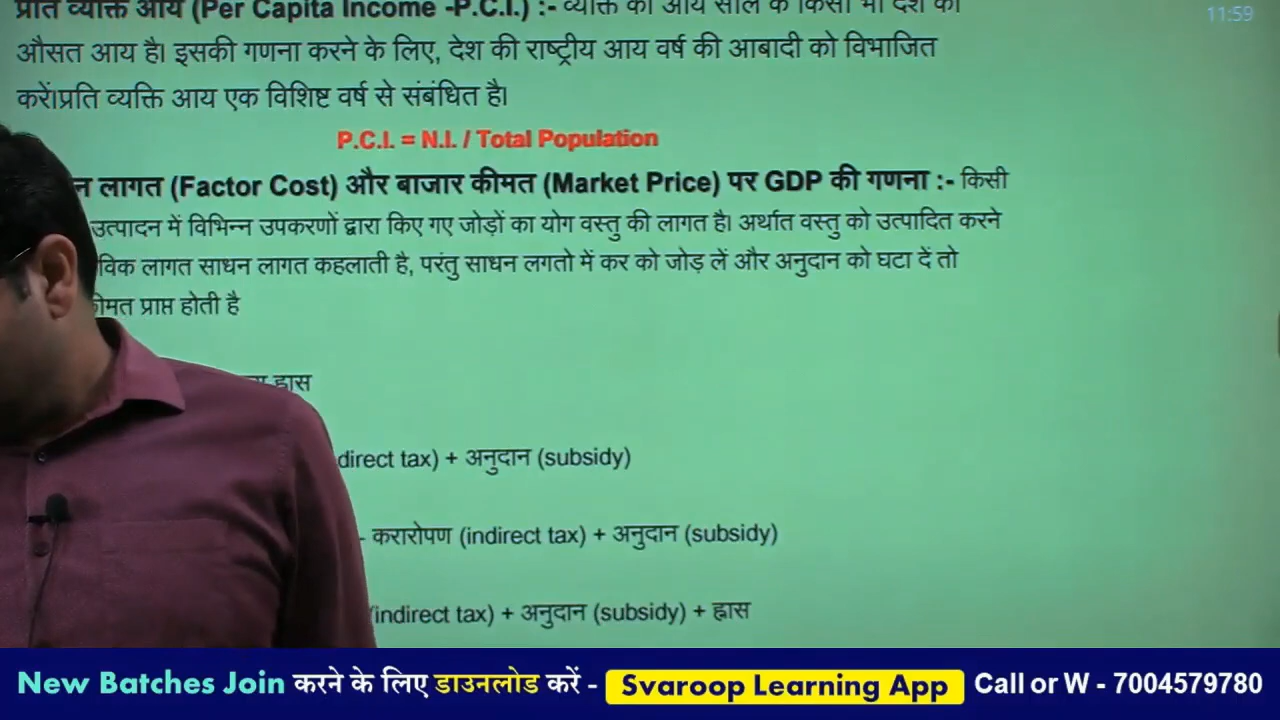 प्रति व्यक्ति आय (Per Capita Income -P.C.I.) :- व्यक्ति की आय साल के किसी भी देश की
11:59
औसत आय है। इसकी गणना करने के लिए, देश की राष्ट्रीय आय वर्ष की आबादी को विभाजित
करें।प्रति व्यक्ति आय एक विशिष्ट वर्ष से संबंधित है।
P.C.I. = N.I. / Total Population
लागत (Factor Cost) और बाजार कीमत (Market Price) पर GDP की गणना :- किसी
उत्पादन में विभिन्न उपकरणों द्वारा किए गए जोड़ों का योग वस्तु की लागत है। अर्थात वस्तु को उत्पादित करने
लागत साधन लागत कहलाती है, परंतु साधन लगतो में कर को जोड़ लें और अनुदान को घटा दें तो
प्राप्त होती है
ह्रास
direct tax) + अनुदान (subsidy)
- करारोपण (indirect tax) + अनुदान (subsidy)
(indirect tax) + अनुदान (subsidy) + ह्रास
New Batches Join करने के लिए डाउनलोड करें - Svaroop Learning App Call or W - 7004579780